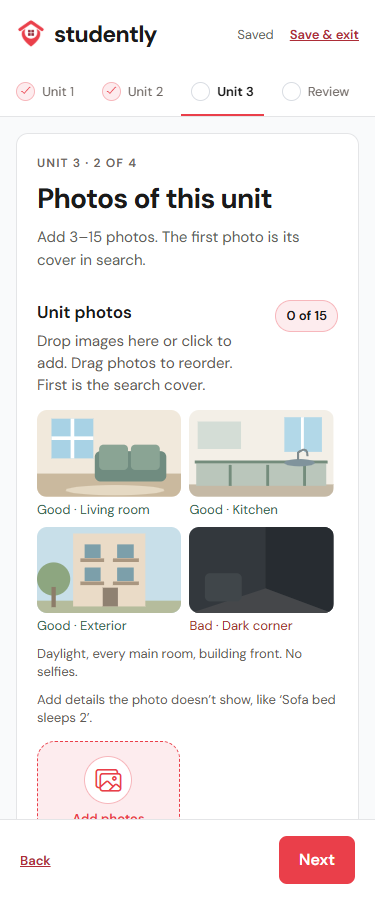 studently
Saved
Save & exit
Unit 1
Unit 2
Unit 3
Review
UNIT 3 · 2 OF 4
Photos of this unit
Add 3–15 photos. The first photo is its
cover in search.
Unit photos
0 of 15
Drop images here or click to
add. Drag photos to reorder.
First is the search cover.
Good · Living room
Good · Kitchen
Good · Exterior
Bad · Dark corner
Daylight, every main room, building front. No
selfies.
Add details the photo doesn’t show, like ‘Sofa bed
sleeps 2’.
Add photos
Back
Next